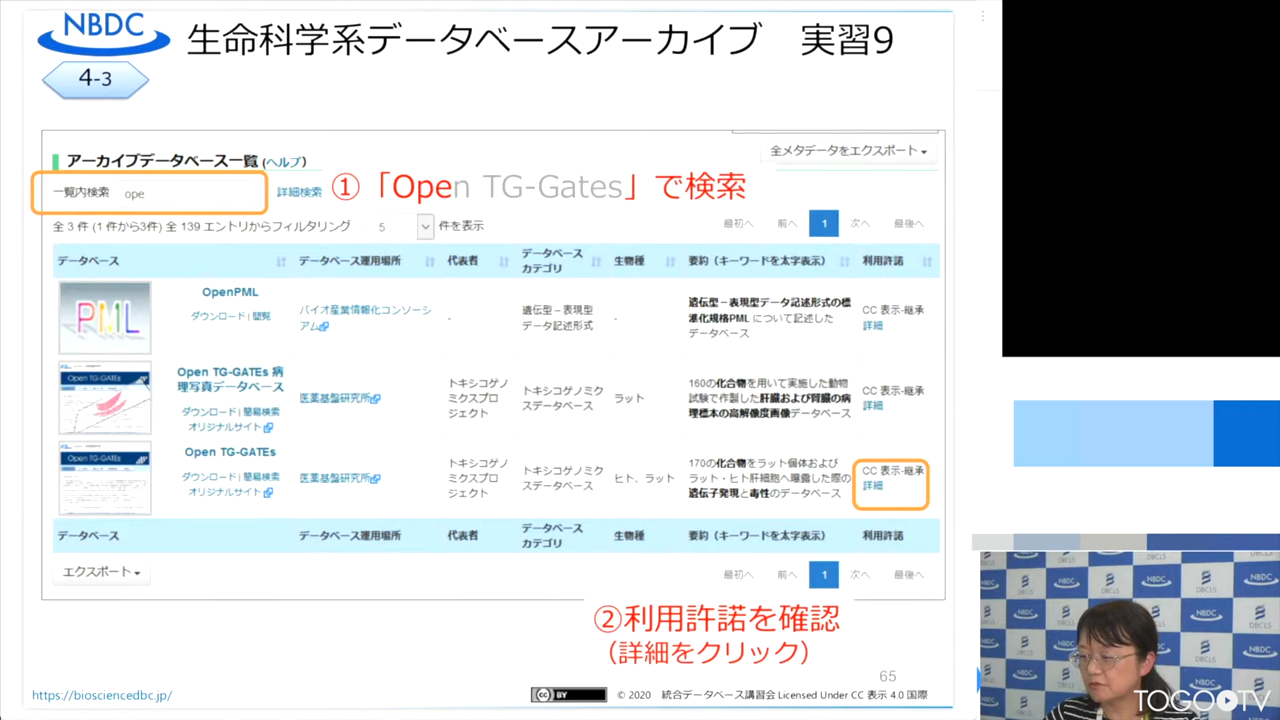 NBDC
生命科学系データベースアーカイブ 実習9
4-3
アーカイブデータベース一覧 (ヘルプ)
全メタデータをエクスポート
一覧内検索 ope
詳細検索
①「Open TG-Gates」で検索
全 3 件 (1 件から3件) 全 139 エントリからフィルタリング 5 件を表示
最初へ 前へ 1 次へ 最後へ
データベース データベース運用場所 代表者 データベースカテゴリ 生物種 要約（キーワードを太字表示） 利用許諾
PML
OpenPML
ダウンロード | 閲覧
バイオ産業情報化コンソーシアム
-
遺伝型－表現型データ記述形式
-
遺伝型－表現型データ記述形式の標準化規格PML について記述したデータベース
CC 表示-継承
詳細
Open TG-GATEs
Open TG-GATEs 病理写真データベース
ダウンロード | 簡易検索
オリジナルサイト
医薬基盤研究所
トキシコゲノミクスプロジェクト
トキシコゲノミクスデータベース
ラット
160の化合物を用いて実施した動物試験で作製した肝臓および腎臓の病理標本の高解像度画像データベース
CC 表示-継承
詳細
Open TG-GATEs
Open TG-GATEs
ダウンロード | 簡易検索
オリジナルサイト
医薬基盤研究所
トキシコゲノミクスプロジェクト
トキシコゲノミクスデータベース
ヒト、ラット
170の化合物をラット個体およびラット・ヒト肝細胞へ曝露した際の遺伝子発現と毒性のデータベース
CC 表示-継承
詳細
データベース データベース運用場所 代表者 データベースカテゴリ 生物種 要約（キーワードを太字表示） 利用許諾
エクスポート
最初へ 前へ 1 次へ 最後へ
②利用許諾を確認
（詳細をクリック）
65
https://biosciencedbc.jp/
cc BY
© 2020 統合データベース講習会 Licensed Under CC 表示 4.0 国際
NBDC
DBCLS
TOGOTV